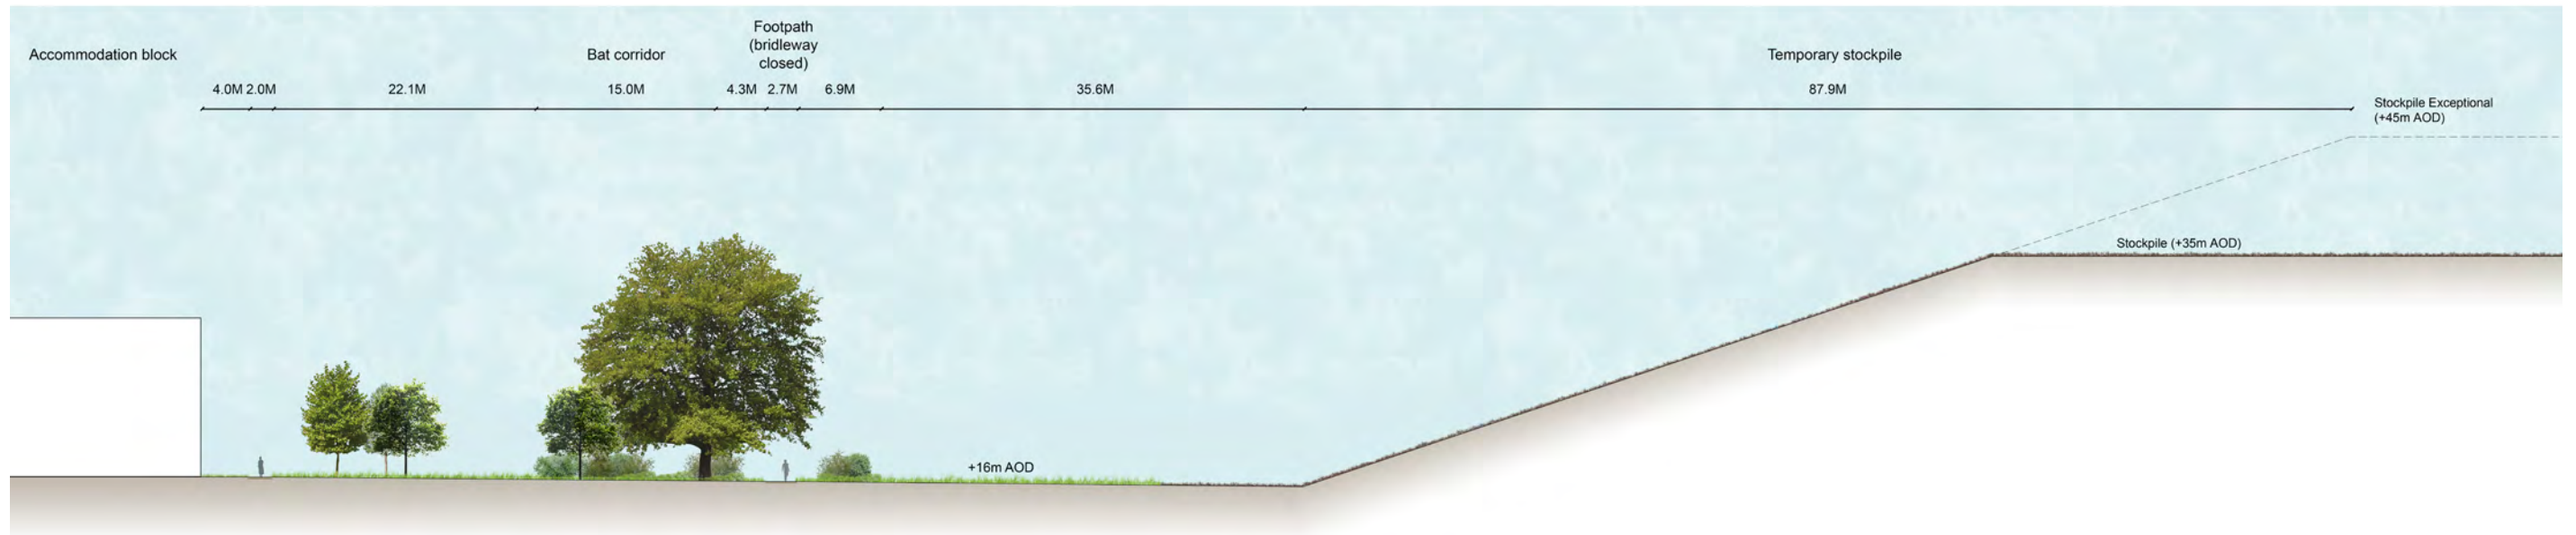 Footpath
(bridleway
closed)
Accommodation block
Bat corridor
Temporary stockpile
4.0M 2.0M 22.1M 15.0M 4.3M 2.7M 6.9M 35.6M 87.9M
Stockpile Exceptional
(+45m AOD)
Stockpile (+35m AOD)
+16m AOD